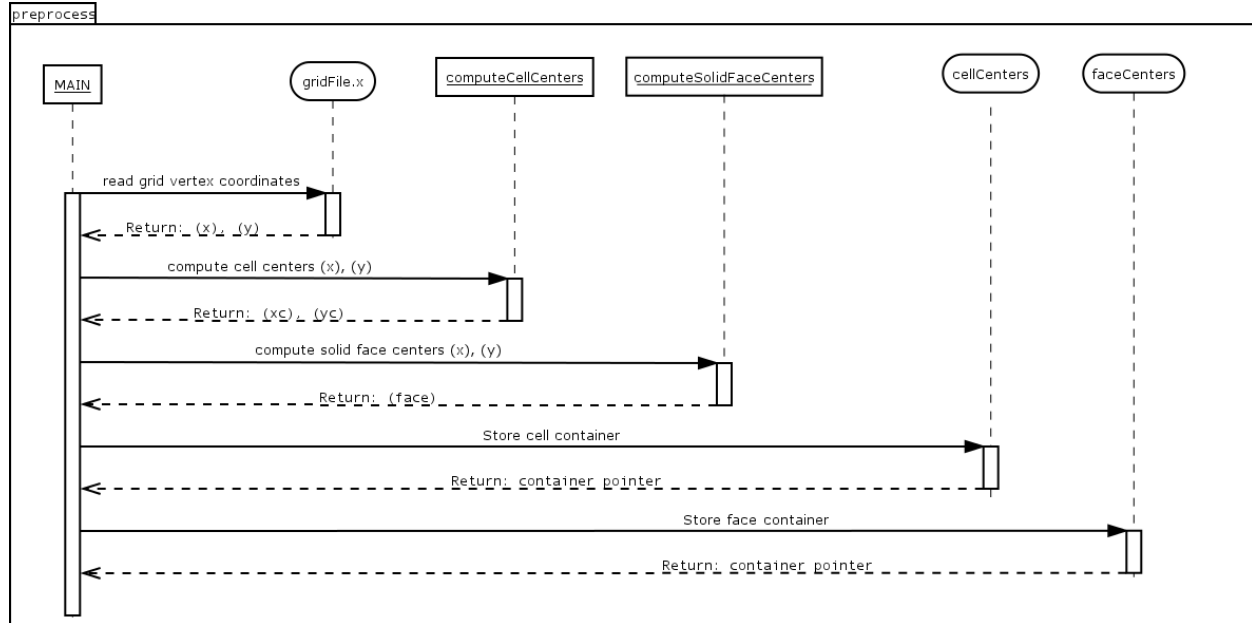 preprocess
MAIN
gridFile.x
computeCellCenters
computeSolidFaceCenters
cellCenters
faceCenters
read grid vertex coordinates
Return: (x), (y)
compute cell centers (x), (y)
Return: (xc), (yc)
compute solid face centers (x), (y)
Return: (face)
Store cell container
Return: container pointer
Store face container
Return: container pointer